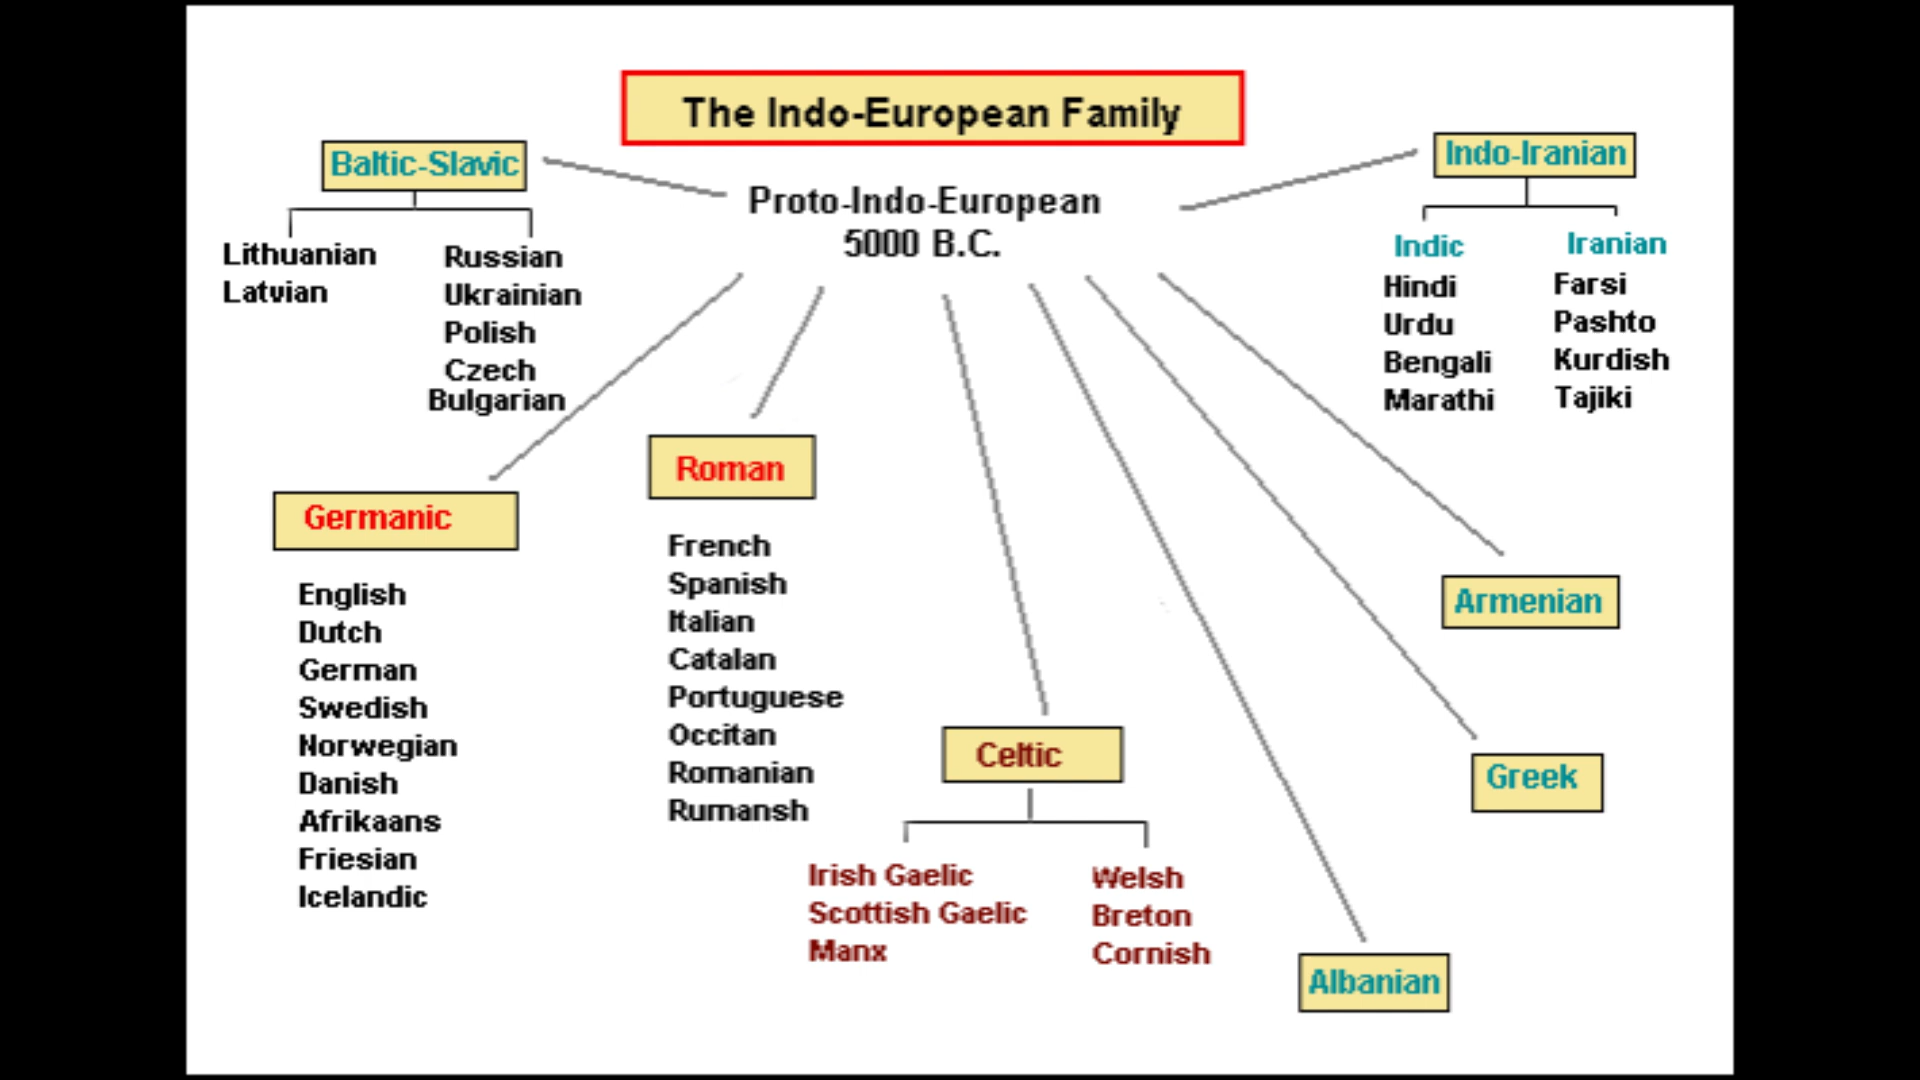 The Indo-European Family
Proto-Indo-European
5000 B.C.
Baltic-Slavic
Lithuanian
Latvian
Russian
Ukrainian
Polish
Czech
Bulgarian
Indo-Iranian
Indic
Hindi
Urdu
Bengali
Marathi
Iranian
Farsi
Pashto
Kurdish
Tajiki
Germanic
English
Dutch
German
Swedish
Norwegian
Danish
Afrikaans
Friesian
Icelandic
Roman
French
Spanish
Italian
Catalan
Portuguese
Occitan
Romanian
Rumansh
Celtic
Irish Gaelic
Scottish Gaelic
Manx
Welsh
Breton
Cornish
Armenian
Greek
Albanian